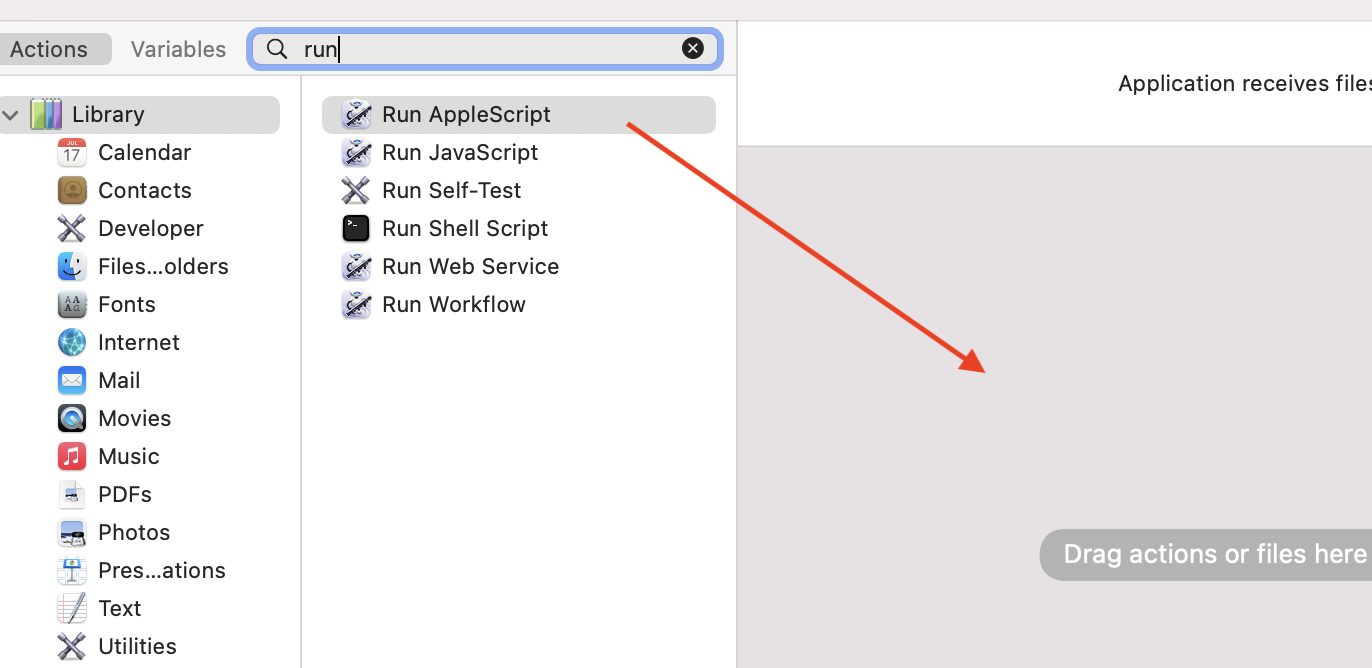 Actions Variables run
Application receives files
Library
Calendar
Contacts
Developer
Files...olders
Fonts
Internet
Mail
Movies
Music
PDFs
Photos
Pres...ations
Text
Utilities
Run AppleScript
Run JavaScript
Run Self-Test
Run Shell Script
Run Web Service
Run Workflow
Drag actions or files here
JUL
17